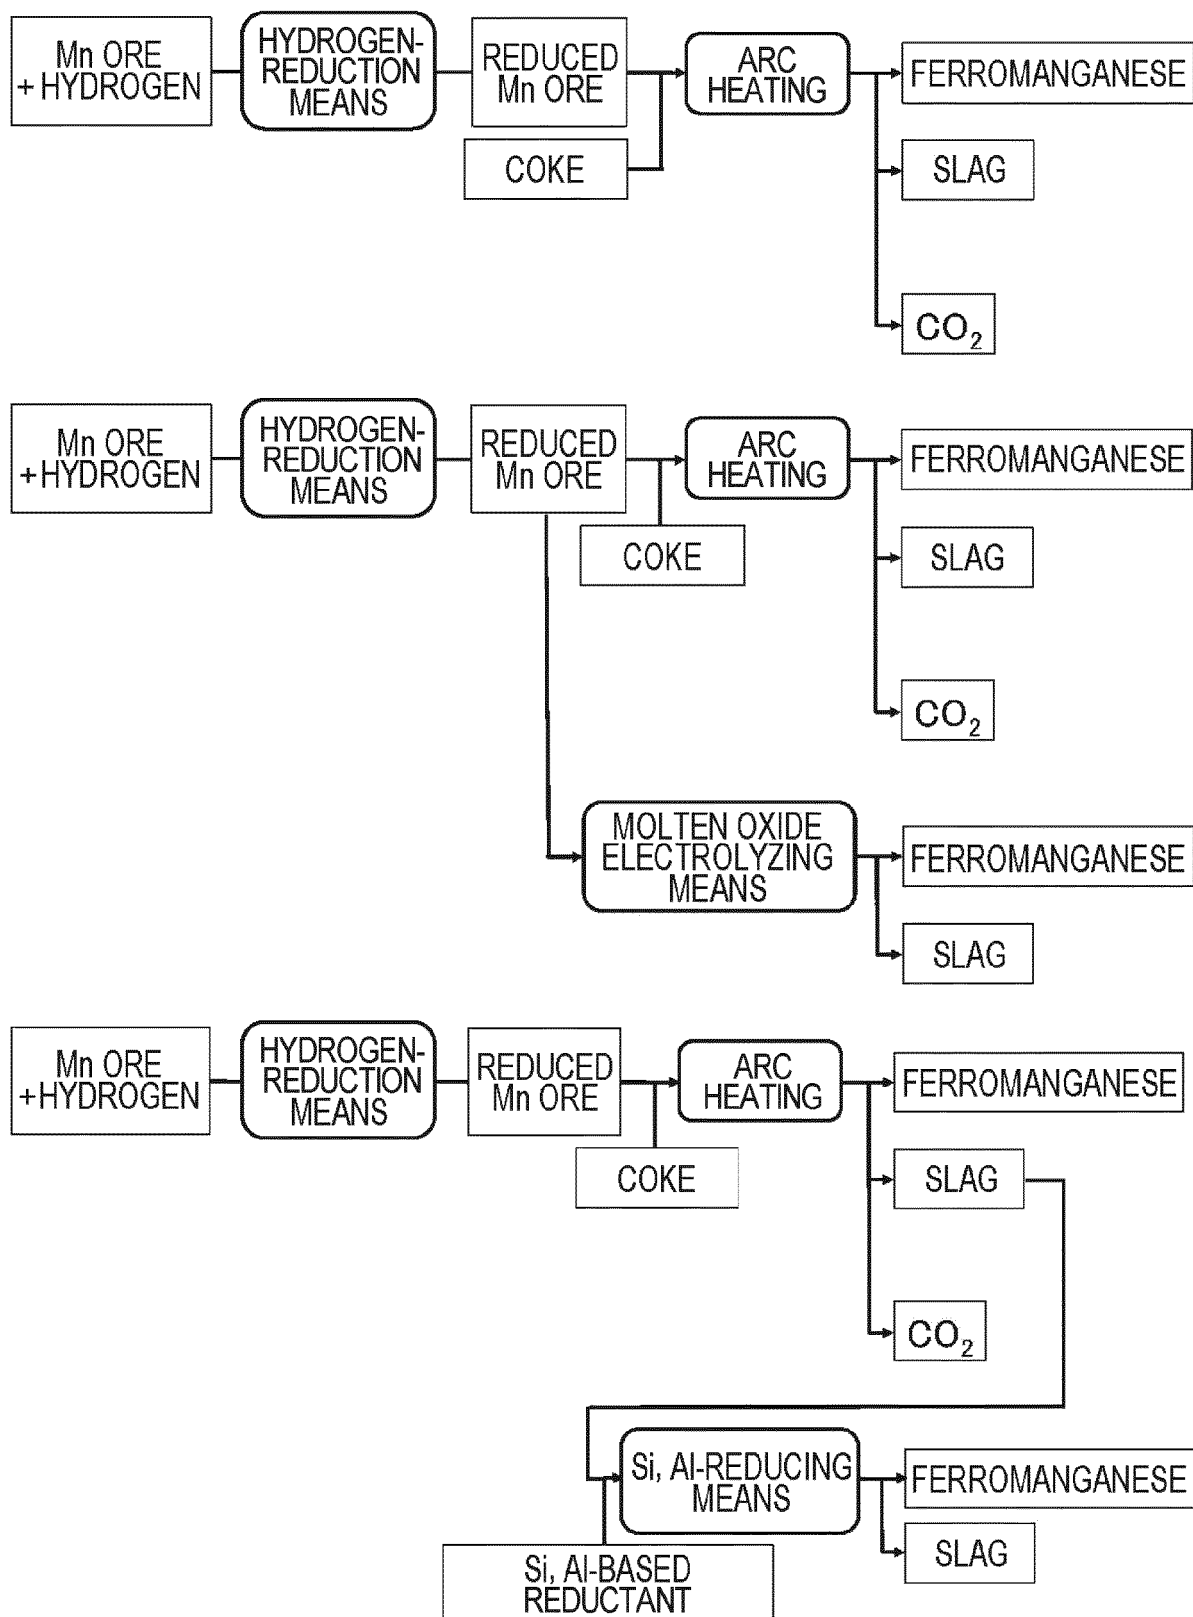 Mn ORE
+ HYDROGEN
HYDROGEN-
REDUCTION
MEANS
REDUCED
Mn ORE
COKE
ARC
HEATING
FERROMANGANESE
SLAG
CO₂
Mn ORE
+HYDROGEN
HYDROGEN-
REDUCTION
MEANS
REDUCED
Mn ORE
COKE
ARC
HEATING
FERROMANGANESE
SLAG
CO₂
MOLTEN OXIDE
ELECTROLYZING
MEANS
FERROMANGANESE
SLAG
Mn ORE
+HYDROGEN
HYDROGEN-
REDUCTION
MEANS
REDUCED
Mn ORE
COKE
ARC
HEATING
FERROMANGANESE
SLAG
CO₂
Si, Al-REDUCING
MEANS
FERROMANGANESE
SLAG
Si, Al-BASED
REDUCTANT